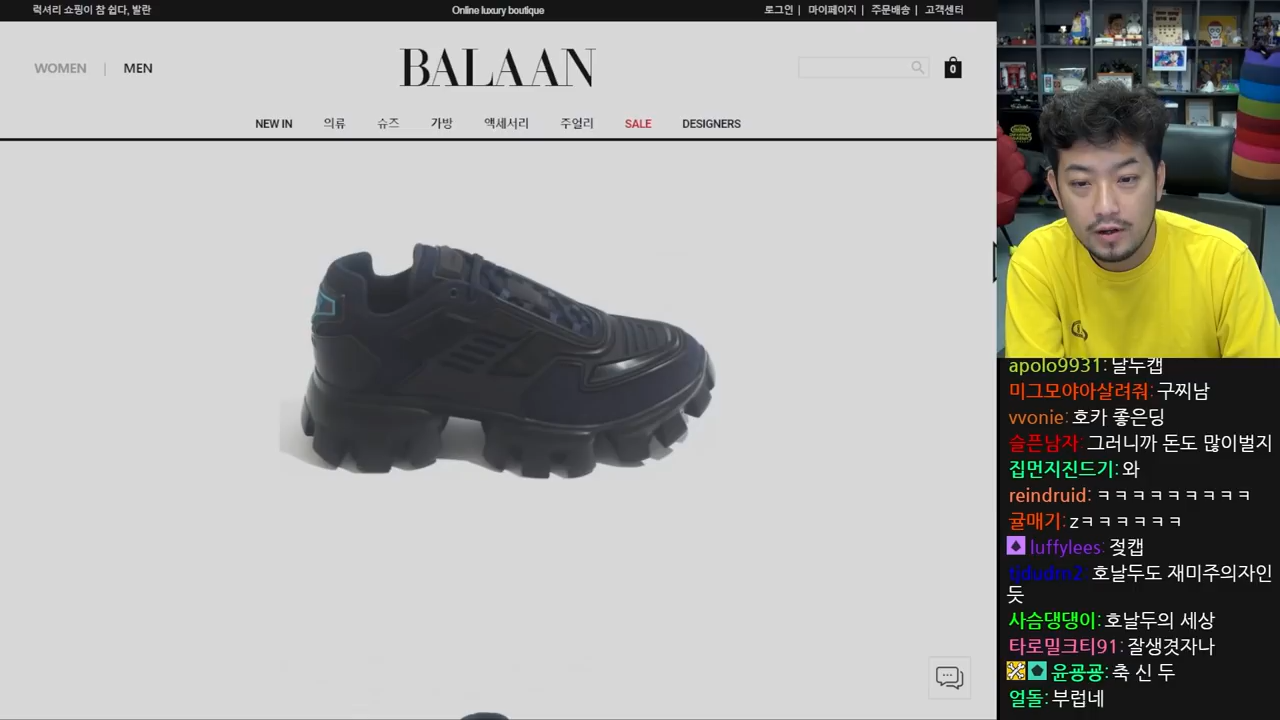 럭셔리 쇼핑이 참 쉽다, 발란
Online luxury boutique
로그인 | 마이페이지 | 주문배송 | 고객센터
WOMEN | MEN
BALAAN
0
NEW IN 의류 슈즈 가방 액세서리 주얼리 SALE DESIGNERS
apolo9931: 날두캡
미그모야아살려줘: 구찌남
vvonie: 호카 좋은딩
슬픈남자: 그러니까 돈도 많이벌지
집먼지진드기: 와
reindruid: ㅋㅋㅋㅋㅋㅋㅋㅋㅋ
귤매기: zㅋㅋㅋㅋㅋㅋ
luffylees: 젖캡
tjdudrn2: 호날두도 재미주의자인
듯
사슴댕댕이: 호날두의 세상
타로밀크티91: 잘생겻자나
윤굥굥: 축 신 두
얼돌: 부럽네